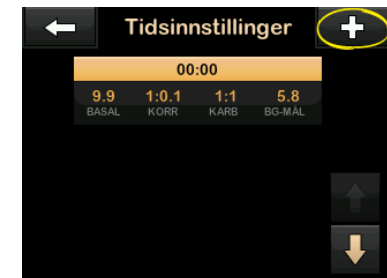 Tidsinnstillinger
00:00
9.9 1:0.1 1:1 5.8
BASAL KORR KARB BG-MÅL